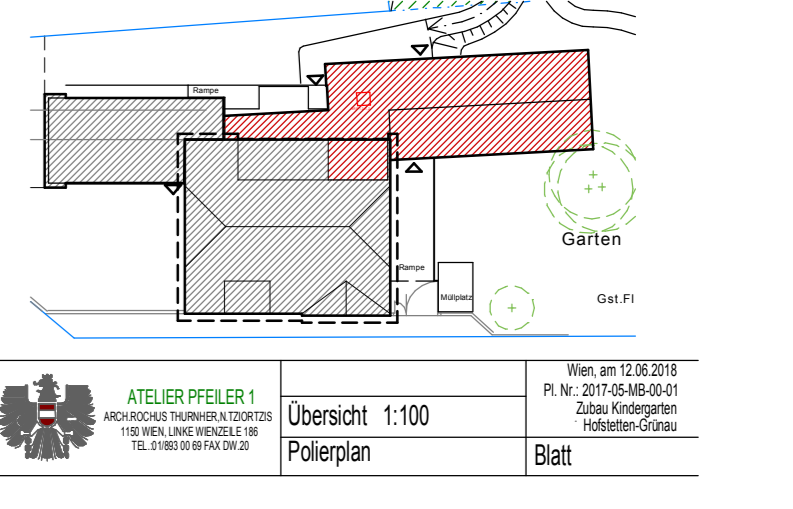 Rampe
Garten
Rampe
Müllplatz
Gst.Fl
ATELIER PFEILER 1
ARCH.ROCHUS THURNHER,N.TZIORTZIS
1150 WIEN, LINKE WIENZEILE 186
TEL.:01/893 00 69 FAX DW.20
Übersicht 1:100
Polierplan
Wien, am 12.06.2018
Pl. Nr.: 2017-05-MB-00-01
Zubau Kindergarten
Hofstetten-Grünau
Blatt